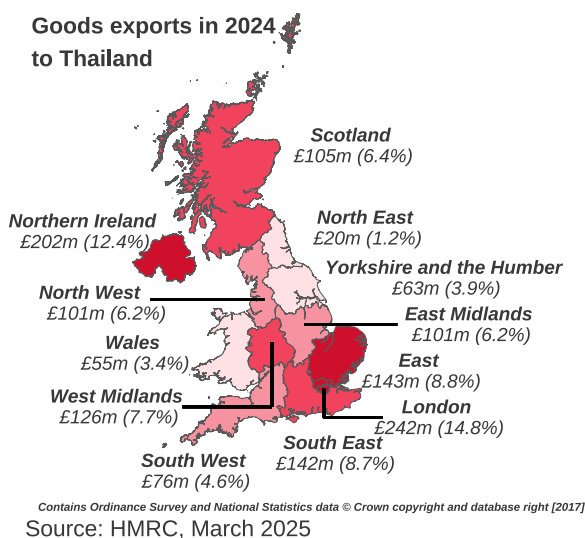 Goods exports in 2024
to Thailand
Scotland
£105m (6.4%)
Northern Ireland
£202m (12.4%)
North East
£20m (1.2%)
Yorkshire and the Humber
£63m (3.9%)
North West
£101m (6.2%)
East Midlands
£101m (6.2%)
Wales
£55m (3.4%)
East
£143m (8.8%)
West Midlands
£126m (7.7%)
London
£242m (14.8%)
South East
£142m (8.7%)
South West
£76m (4.6%)
Contains Ordinance Survey and National Statistics data © Crown copyright and database right [2017]
Source: HMRC, March 2025